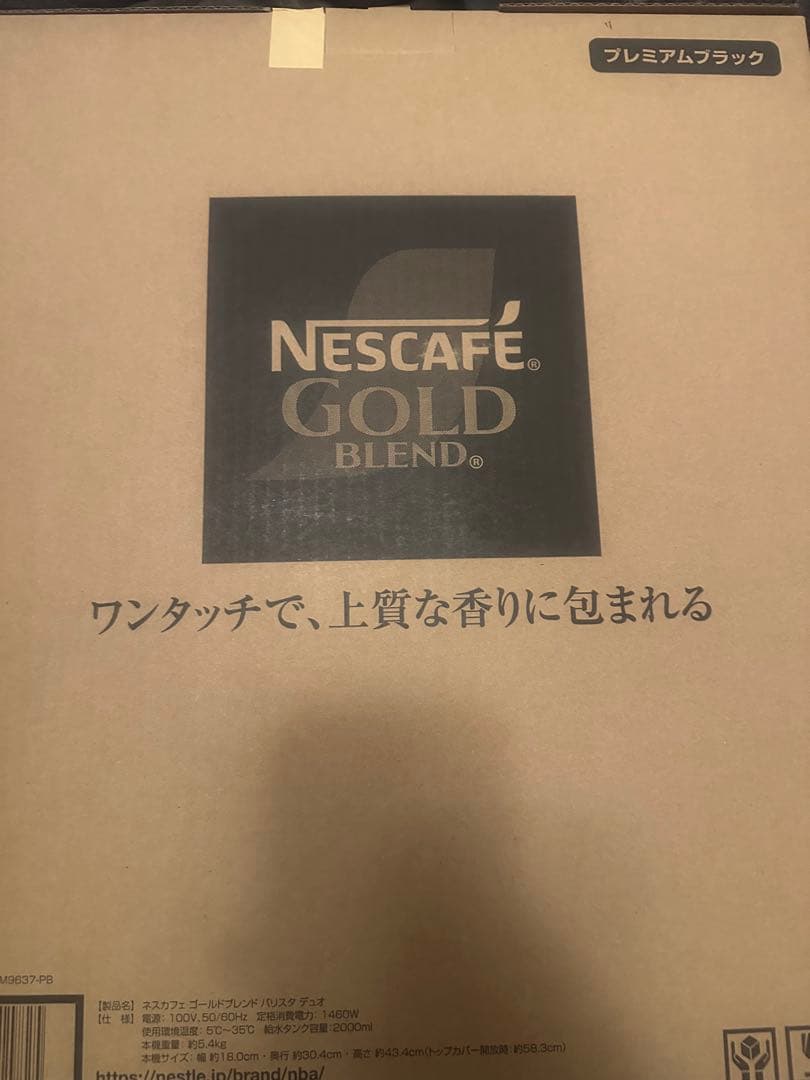 プレミアムブラック
NESCAFÉ®
GOLD
BLEND®
ワンタッチで、上質な香りに包まれる
M9637-PB
【製品名】 ネスカフェ ゴールドブレンド バリスタ デュオ
【仕 様】 電源: 100V、50/60Hz 定格消費電力: 1460W
使用環境温度: 5℃~35℃ 給水タンク容量: 2000ml
本機重量: 約5.4kg
本機サイズ: 幅 約18.0cm・奥行 約30.4cm・高さ 約43.4cm(トップカバー開放時: 約58.3cm)
https://nestle.jp/brand/nba/